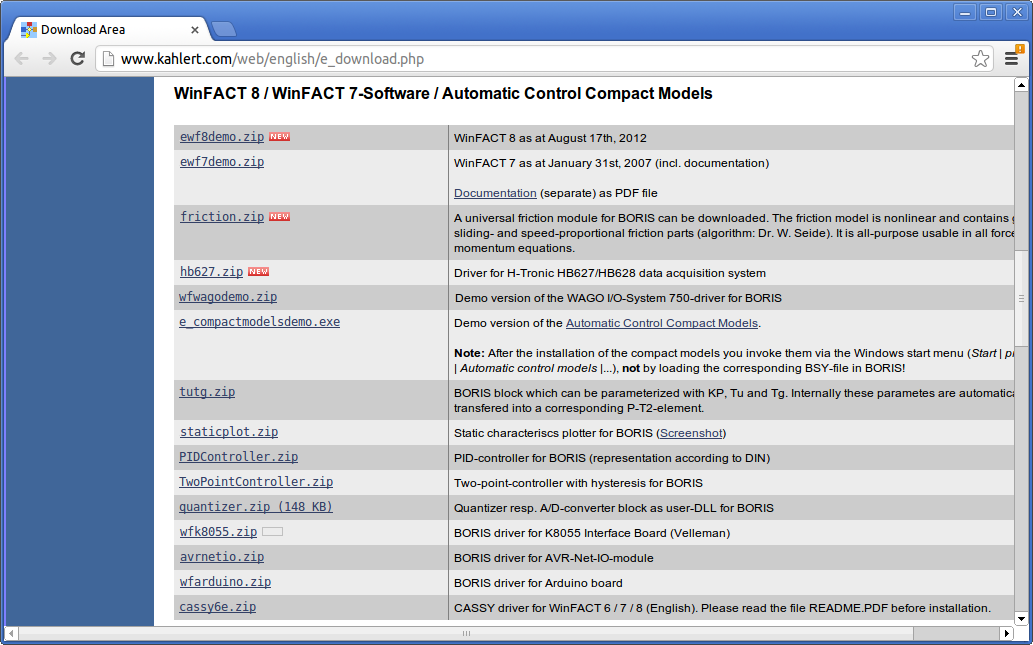 Download Area
www.kahlert.com/web/english/e_download.php
WinFACT 8 / WinFACT 7-Software / Automatic Control Compact Models
ewf8demo.zip NEW WinFACT 8 as at August 17th, 2012
ewf7demo.zip WinFACT 7 as at January 31st, 2007 (incl. documentation)
Documentation (separate) as PDF file
friction.zip NEW A universal friction module for BORIS can be downloaded. The friction model is nonlinear and contains
sliding- and speed-proportional friction parts (algorithm: Dr. W. Seide). It is all-purpose usable in all force
momentum equations.
hb627.zip NEW Driver for H-Tronic HB627/HB628 data acquisition system
wfwagodemo.zip Demo version of the WAGO I/O-System 750-driver for BORIS
e_compactmodelsdemo.exe Demo version of the Automatic Control Compact Models.
Note: After the installation of the compact models you invoke them via the Windows start menu (Start |
| Automatic control models |...), not by loading the corresponding BSY-file in BORIS!
tutg.zip BORIS block which can be parameterized with KP, Tu and Tg. Internally these parametes are automatica
transfered into a corresponding P-T2-element.
staticplot.zip Static characteriscs plotter for BORIS (Screenshot)
PIDController.zip PID-controller for BORIS (representation according to DIN)
TwoPointController.zip Two-point-controller with hysteresis for BORIS
quantizer.zip (148 KB) Quantizer resp. A/D-converter block as user-DLL for BORIS
wfk8055.zip BORIS driver for K8055 Interface Board (Velleman)
avrnetio.zip BORIS driver for AVR-Net-IO-module
wfarduino.zip BORIS driver for Arduino board
cassy6e.zip CASSY driver for WinFACT 6 / 7 / 8 (English). Please read the file README.PDF before installation.